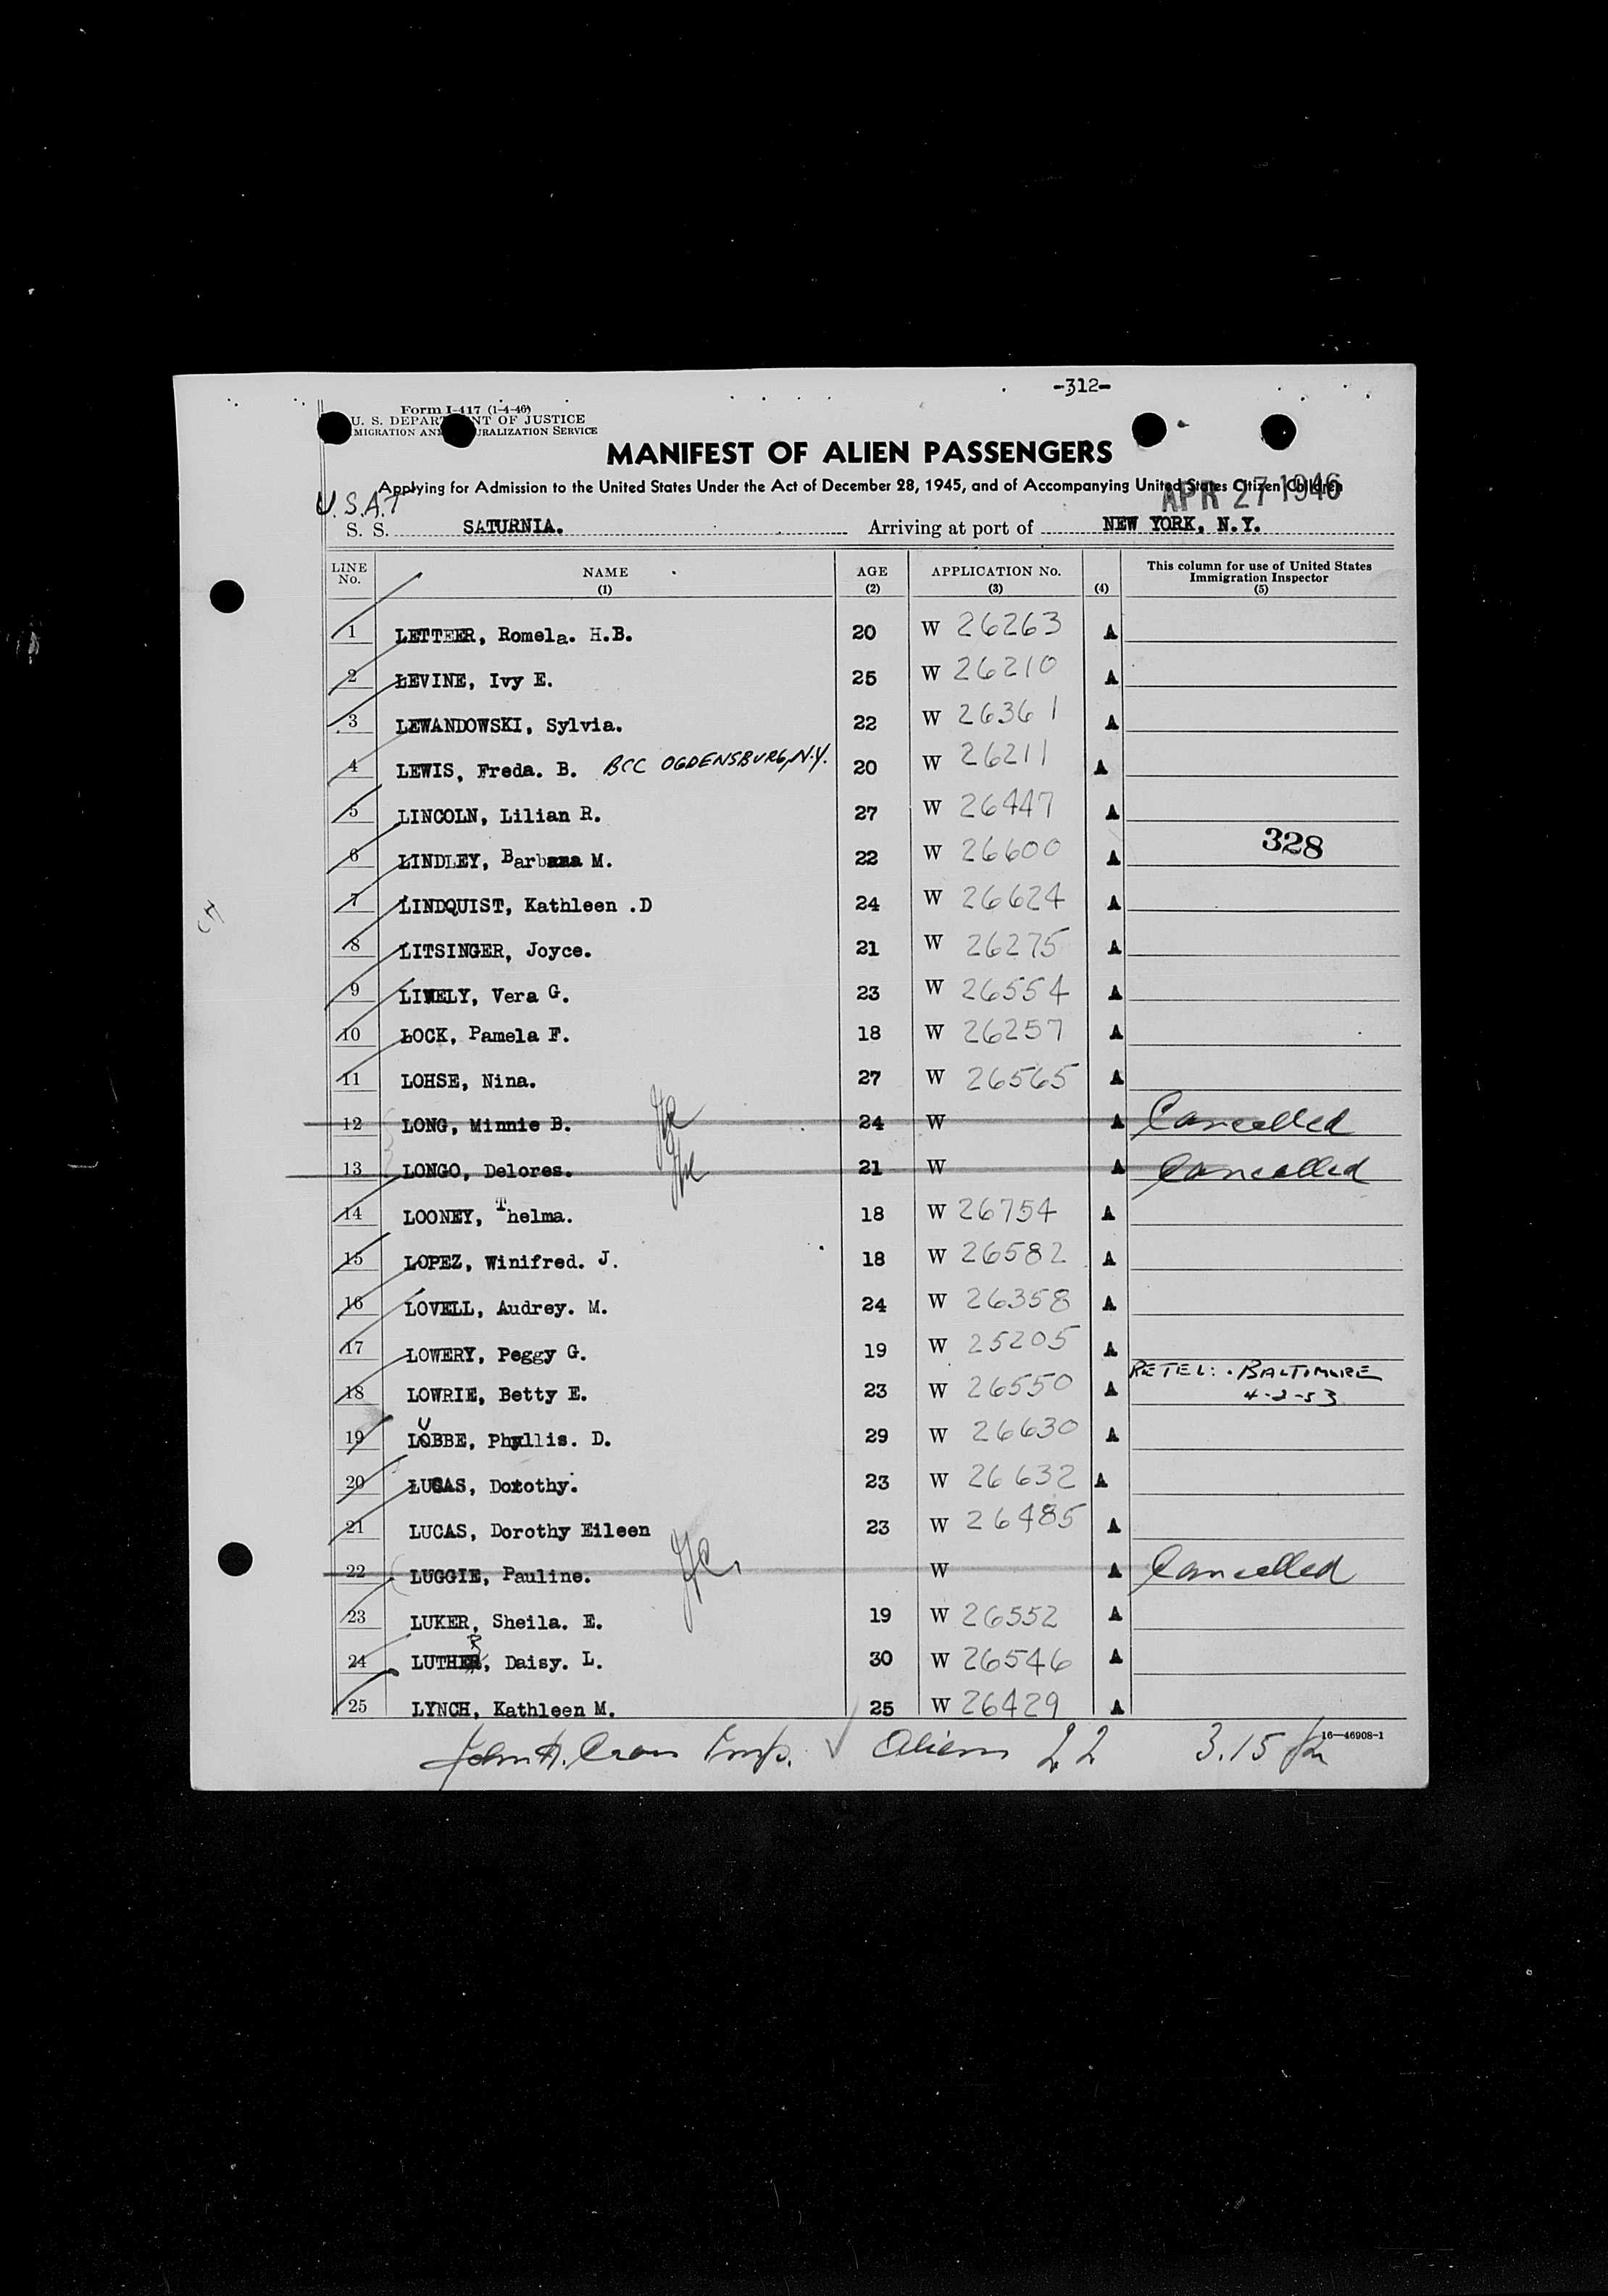 -312-
Form I-417 (1-4-46)
U. S. DEPAR NT OF JUSTICE
MIGRATION AN URALIZATION SERVICE
MANIFEST OF ALIEN PASSENGERS
Applying for Admission to the United States Under the Act of December 28, 1945, and of Accompanying United States Citizen Children
APR 27 1946
U.S.A.T
S. S. SATURNIA. Arriving at port of NEW YORK, N.Y.
LINE No. NAME (1) AGE (2) APPLICATION No. (3) (4) This column for use of United States Immigration Inspector (5)
1 LETTEER, Romela. H.B. 20 W 26263 A
2 LEVINE, Ivy E. 25 W 26210 A
3 LEWANDOWSKI, Sylvia. 22 W 26361 A
4 LEWIS, Freda. B. BCC OGDENSBURG, N.Y. 20 W 26211 A
5 LINCOLN, Lilian R. 27 W 26447 A
6 LINDLEY, Barbara M. 22 W 26600 A 328
7 LINDQUIST, Kathleen .D 24 W 26624 A
8 LITSINGER, Joyce. 21 W 26275 A
9 LIVELY, Vera G. 23 W 26554 A
10 LOCK, Pamela F. 18 W 26257 A
11 LOHSE, Nina. 27 W 26565 A
12 LONG, Minnie B. 24 W A Cancelled
13 LONGO, Delores. 21 W A Cancelled
14 LOONEY, Thelma. 18 W 26754 A
15 LOPEZ, Winifred. J. 18 W 26582 A
16 LOVELL, Audrey. M. 24 W 26358 A
17 LOWERY, Peggy G. 19 W 25205 A
18 LOWRIE, Betty E. 23 W 26550 A RETEL: BALTIMORE 4-2-53
19 LUBBE, Phyllis. D. 29 W 26630 A
20 LUCAS, Dorothy. 23 W 26632 A
21 LUCAS, Dorothy Eileen 23 W 26485 A
22 LUGGIE, Pauline. W A Cancelled
23 LUKER, Sheila. E. 19 W 26552 A
24 LUTHER, Daisy. L. 30 W 26546 A
25 LYNCH, Kathleen M. 25 W 26429 A
16—46908-1
John Insp. Aliens 22 3.15